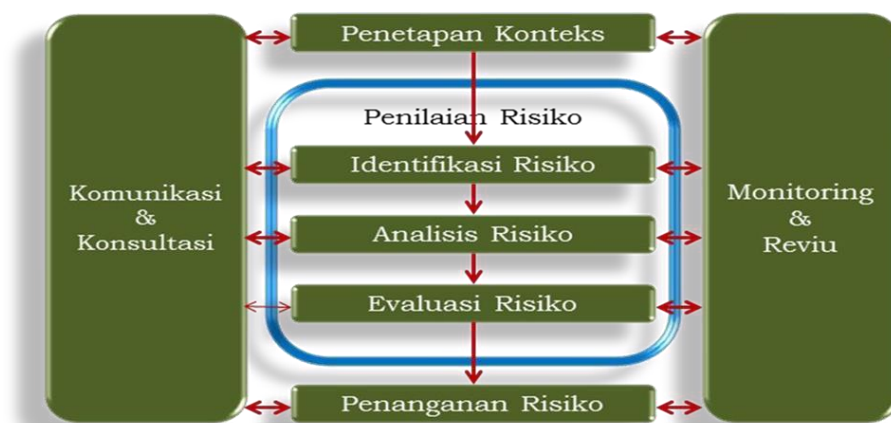 Penetapan Konteks
Penilaian Risiko
Identifikasi Risiko
Analisis Risiko
Evaluasi Risiko
Penanganan Risiko
Komunikasi
&
Konsultasi
Monitoring
&
Reviu